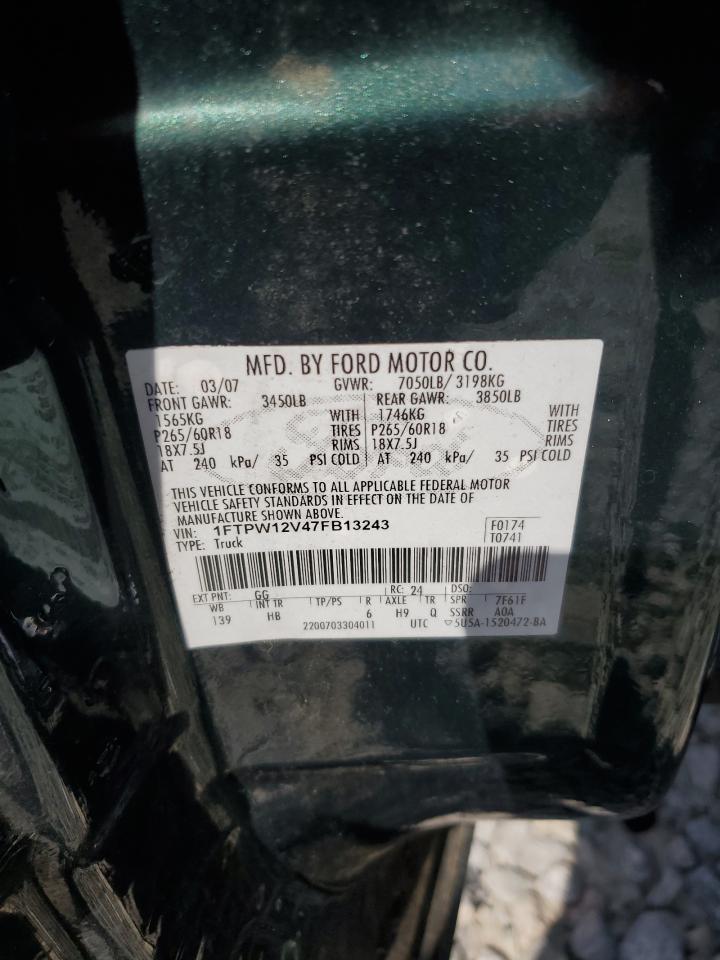 MFD. BY FORD MOTOR CO.
DATE: 03/07 GVWR: 7050LB/ 3198KG
FRONT GAWR: 3450LB REAR GAWR: 3850LB
1565KG WITH 1746KG WITH
P265/60R18 TIRES P265/60R18 TIRES
18X7.5J RIMS 18X7.5J RIMS
AT 240 kPa/ 35 PSI COLD AT 240 kPa/ 35 PSI COLD
THIS VEHICLE CONFORMS TO ALL APPLICABLE FEDERAL MOTOR
VEHICLE SAFETY STANDARDS IN EFFECT ON THE DATE OF
MANUFACTURE SHOWN ABOVE.
VIN: 1FTPW12V47FB13243 F0174
TYPE: Truck T0741
EXT PNT: GG RC: 24 DSO:
WB INT TR TP/PS R AXLE TR SPR 7F61F
139 HB 6 H9 Q SSRR A0A
2200703304011 UTC 5U5A-1520472-BA